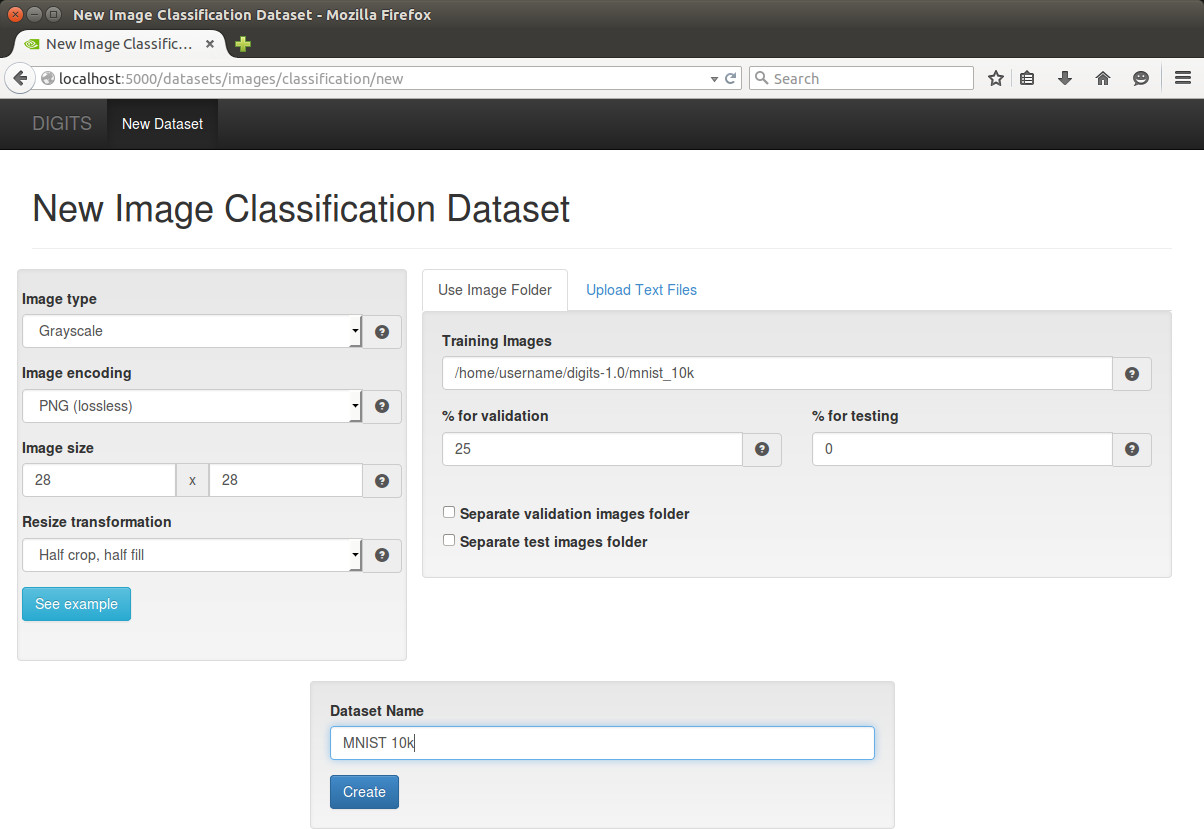 New Image Classification Dataset - Mozilla Firefox
New Image Classific...
localhost:5000/datasets/images/classification/new
Search
DIGITS
New Dataset
New Image Classification Dataset
Image type
Grayscale
Image encoding
PNG (lossless)
Image size
28 x 28
Resize transformation
Half crop, half fill
See example
Use Image Folder
Upload Text Files
Training Images
/home/username/digits-1.0/mnist_10k
% for validation
% for testing
25
0
Separate validation images folder
Separate test images folder
Dataset Name
MNIST 10k
Create